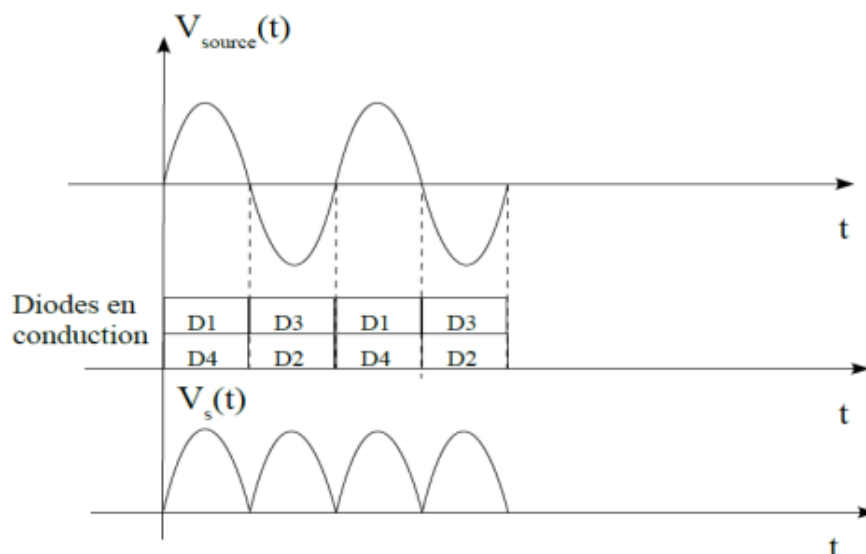 V_source(t)
t
Diodes en
conduction
D1 D3 D1 D3
D4 D2 D4 D2
t
V_s(t)
t